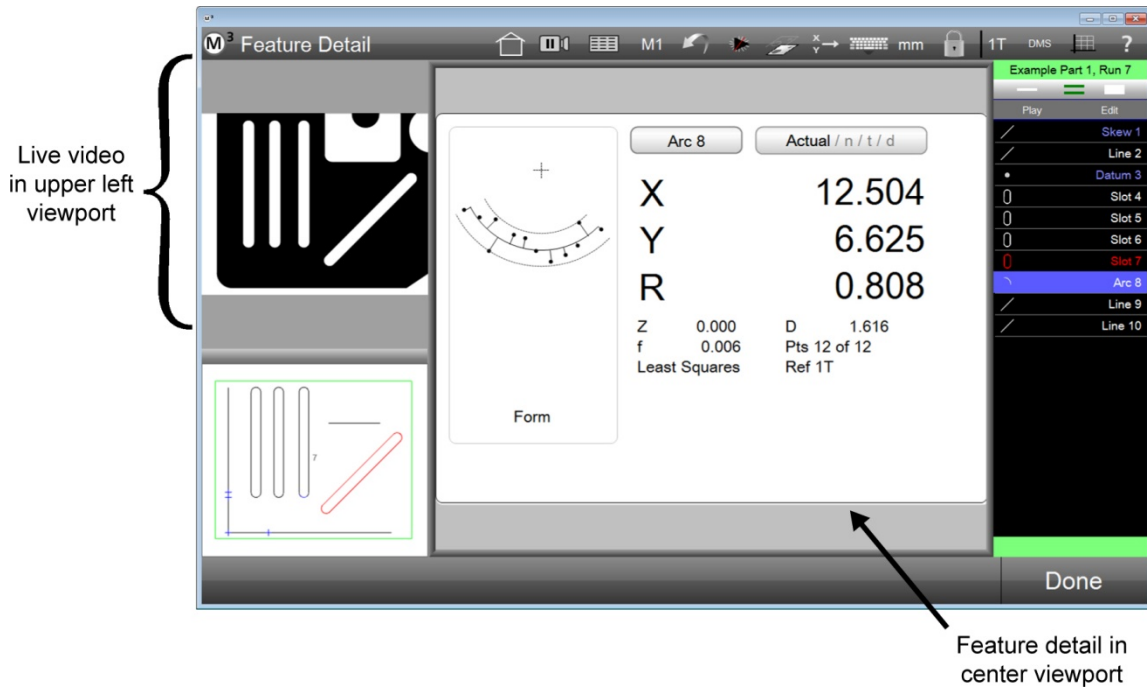 M³
M³ Feature Detail
M1
X
Y
mm
1T
DMS
?
Live video
in upper left
viewport
Arc 8
Actual / n / t / d
X 12.504
Y 6.625
R 0.808
Z 0.000 D 1.616
f 0.006 Pts 12 of 12
Least Squares Ref 1T
Form
7
Example Part 1, Run 7
Play Edit
Skew 1
Line 2
Datum 3
Slot 4
Slot 5
Slot 6
Slot 7
Arc 8
Line 9
Line 10
Done
Feature detail in
center viewport